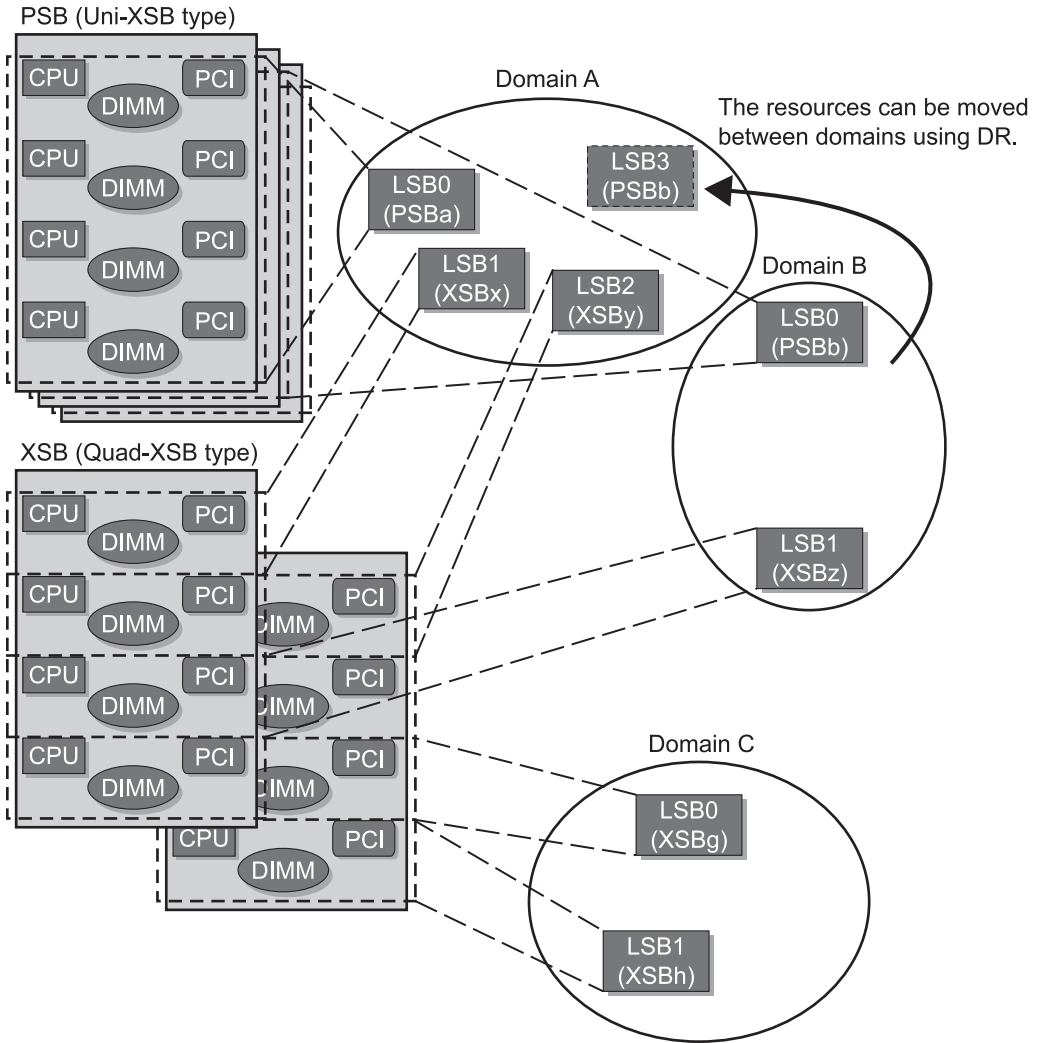 PSB (Uni-XSB type)
CPU
PCI
DIMM
CPU
PCI
DIMM
CPU
PCI
DIMM
CPU
PCI
DIMM
Domain A
LSB0
(PSBa)
LSB3
(PSBb)
LSB1
(XSBx)
LSB2
(XSBy)
The resources can be moved
between domains using DR.
Domain B
LSB0
(PSBb)
LSB1
(XSBz)
XSB (Quad-XSB type)
CPU
PCI
DIMM
CPU
PCI
DIMM
CPU
PCI
DIMM
CPU
PCI
DIMM
PCI
DIMM
PCI
DIMM
PCI
DIMM
CPU
PCI
DIMM
Domain C
LSB0
(XSBg)
LSB1
(XSBh)